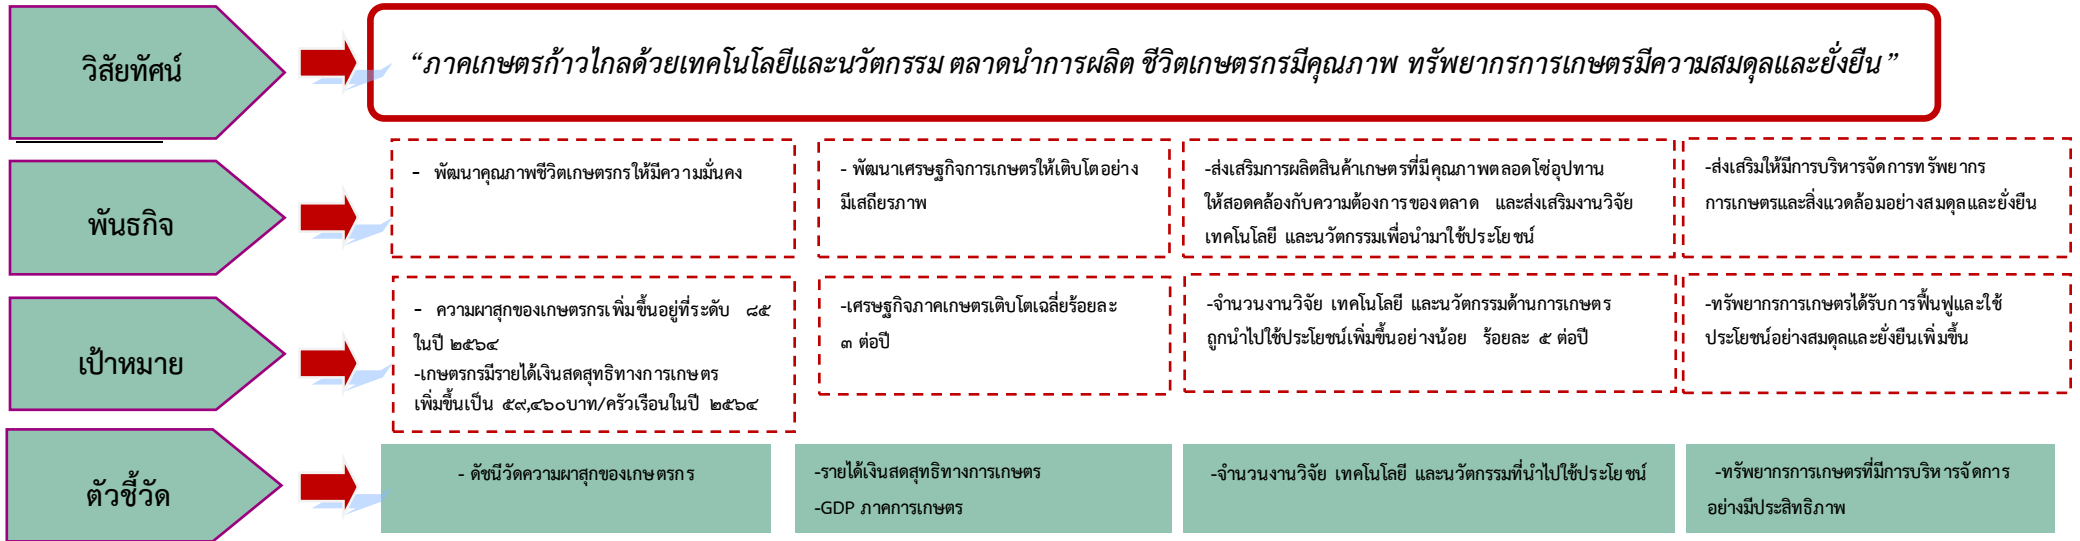 วิสัยทัศน์
“ภาคเกษตรก้าวไกลด้วยเทคโนโลยีและนวัตกรรม ตลาดนำการผลิต ชีวิตเกษตรกรมีคุณภาพ ทรัพยากรการเกษตรมีความสมดุลและยั่งยืน”
พันธกิจ
- พัฒนาคุณภาพชีวิตเกษตรกรให้มีความมั่นคง
- พัฒนาเศรษฐกิจการเกษตรให้เติบโตอย่าง
มีเสถียรภาพ
-ส่งเสริมการผลิตสินค้าเกษตรที่มีคุณภาพตลอดโซ่อุปทาน
ให้สอดคล้องกับความต้องการของตลาด และส่งเสริมงานวิจัย
เทคโนโลยี และนวัตกรรมเพื่อนำมาใช้ประโยชน์
-ส่งเสริมให้มีการบริหารจัดการทรัพยากร
การเกษตรและสิ่งแวดล้อมอย่างสมดุลและยั่งยืน
เป้าหมาย
- ความผาสุกของเกษตรกรเพิ่มขึ้นอยู่ที่ระดับ ๘๕
ในปี ๒๕๖๔
-เกษตรกรมีรายได้เงินสดสุทธิทางการเกษตร
เพิ่มขึ้นเป็น ๕๙,๔๖๐บาท/ครัวเรือนในปี ๒๕๖๔
-เศรษฐกิจภาคเกษตรเติบโตเฉลี่ยร้อยละ
๓ ต่อปี
-จำนวนงานวิจัย เทคโนโลยี และนวัตกรรมด้านการเกษตร
ถูกนำไปใช้ประโยชน์เพิ่มขึ้นอย่างน้อย ร้อยละ ๕ ต่อปี
-ทรัพยากรการเกษตรได้รับการฟื้นฟูและใช้
ประโยชน์อย่างสมดุลและยั่งยืนเพิ่มขึ้น
ตัวชี้วัด
- ดัชนีวัดความผาสุกของเกษตรกร
-รายได้เงินสดสุทธิทางการเกษตร
-GDP ภาคการเกษตร
-จำนวนงานวิจัย เทคโนโลยี และนวัตกรรมที่นำไปใช้ประโยชน์
-ทรัพยากรการเกษตรที่มีการบริหารจัดการ
อย่างมีประสิทธิภาพ